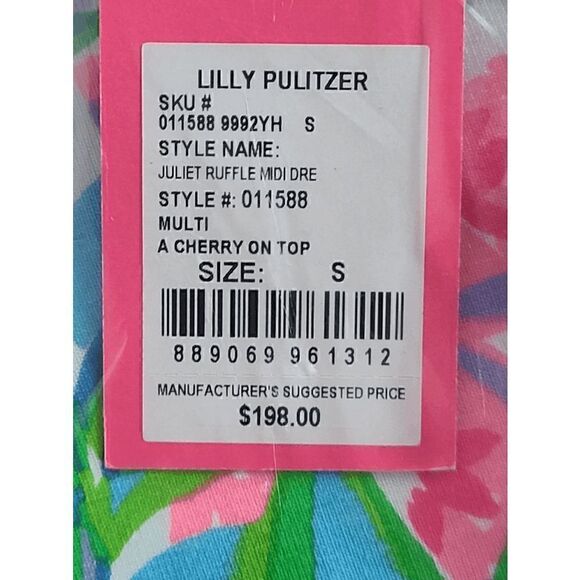 LILLY PULITZER
SKU #
011588 9992YH S
STYLE NAME:
JULIET RUFFLE MIDI DRE
STYLE #: 011588
MULTI
A CHERRY ON TOP
SIZE: S
889069 961312
MANUFACTURER'S SUGGESTED PRICE
$198.00